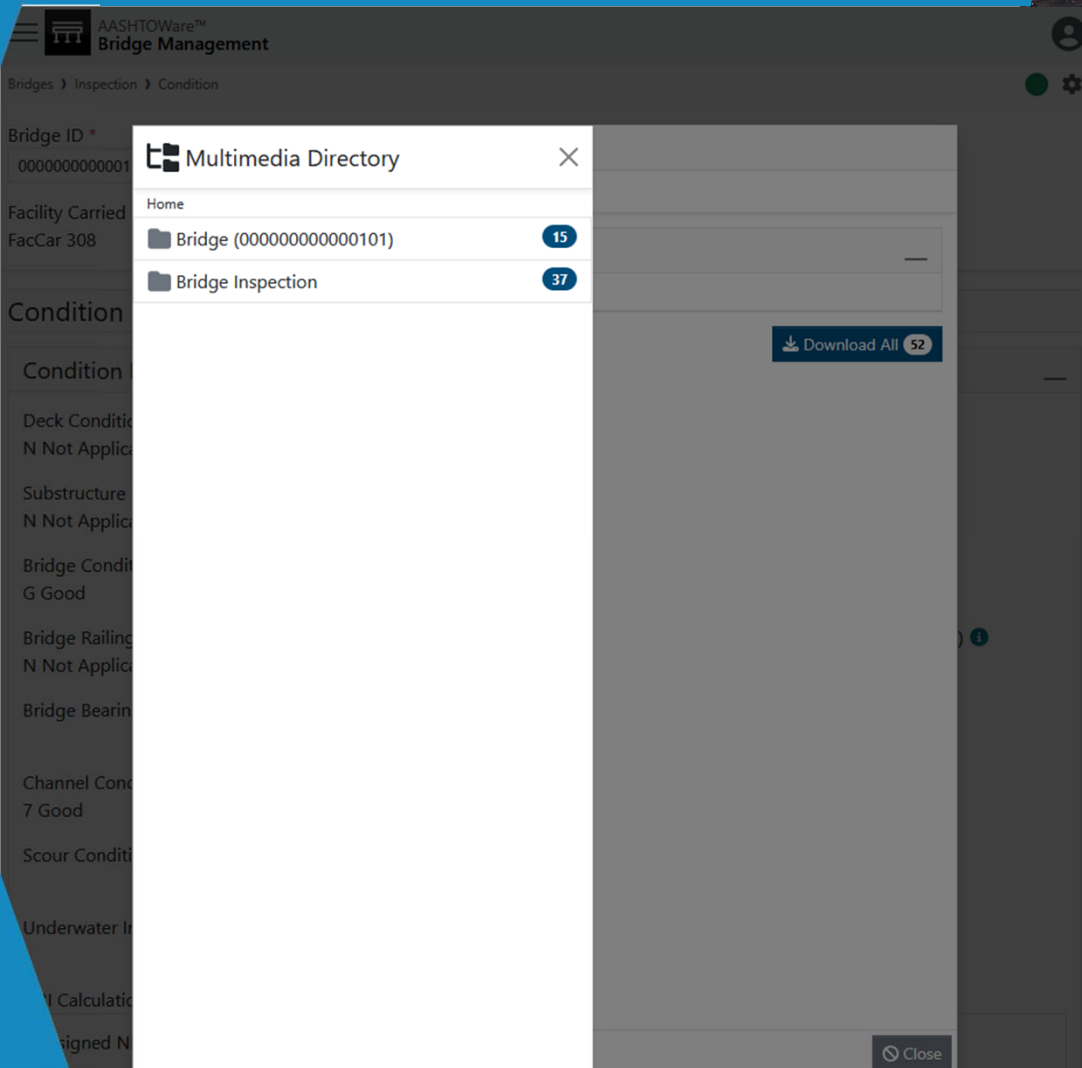 AASHTOWare™
Bridge Management
Bridges ❯ Inspection ❯ Condition
Bridge ID *
0000000000001
Facility Carried
FacCar 308
Multimedia Directory
Home
Bridge (000000000000101) 15
Bridge Inspection 37
Download All 52
Condition
Condition
Deck Conditio
N Not Applica
Substructure
N Not Applica
Bridge Condit
G Good
Bridge Railing
)
N Not Applica
Bridge Bearin
Channel Cond
7 Good
Scour Conditi
Underwater In
I Calculatio
signed N
Close